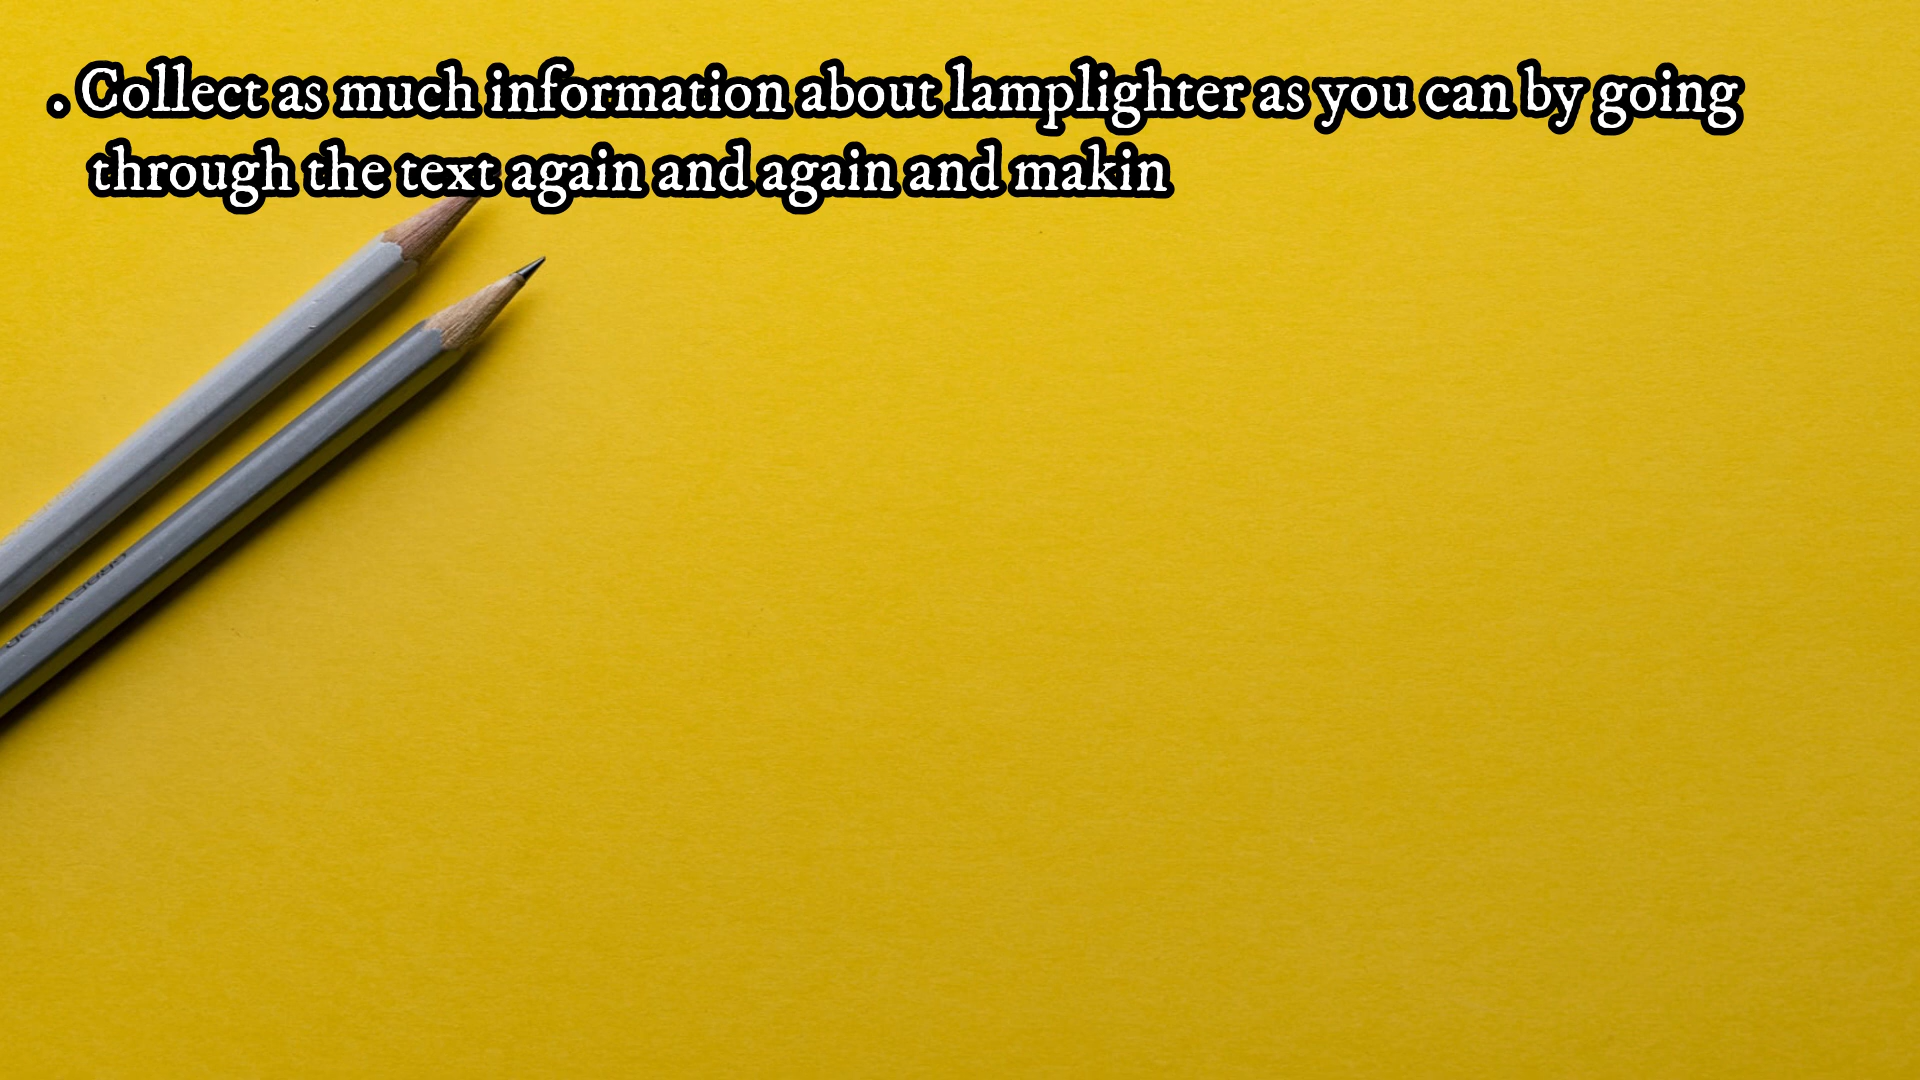 . Collect as much information about lamplighter as you can by going
through the text again and again and makin